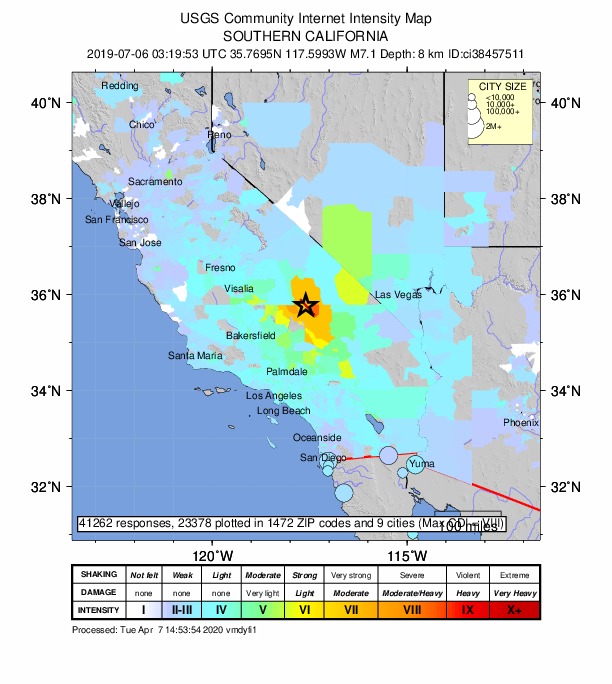 USGS Community Internet Intensity Map
SOUTHERN CALIFORNIA
2019-07-06 03:19:53 UTC 35.7695N 117.5993W M7.1 Depth: 8 km ID:ci38457511
CITY SIZE
<10,000
10,000+
100,000+
2M+
Redding
40°N
40°N
Chico
Reno
Sacramento
38°N
38°N
Vallejo
San Francisco
San Jose
Fresno
Visalia
36°N
Las Vegas
36°N
Bakersfield
Santa Maria
Palmdale
34°N
34°N
Los Angeles
Long Beach
Phoenix
Oceanside
San Diego
Yuma
32°N
32°N
41262 responses, 23378 plotted in 1472 ZIP codes and 9 cities (Max CDI = VIII)
100 miles
120°W
115°W
SHAKING Not felt Weak Light Moderate Strong Very strong Severe Violent Extreme
DAMAGE none none none Very light Light Moderate Moderate/Heavy Heavy Very Heavy
INTENSITY I II-III IV V VI VII VIII IX X+
Processed: Tue Apr 7 14:53:54 2020 vmdyfi1